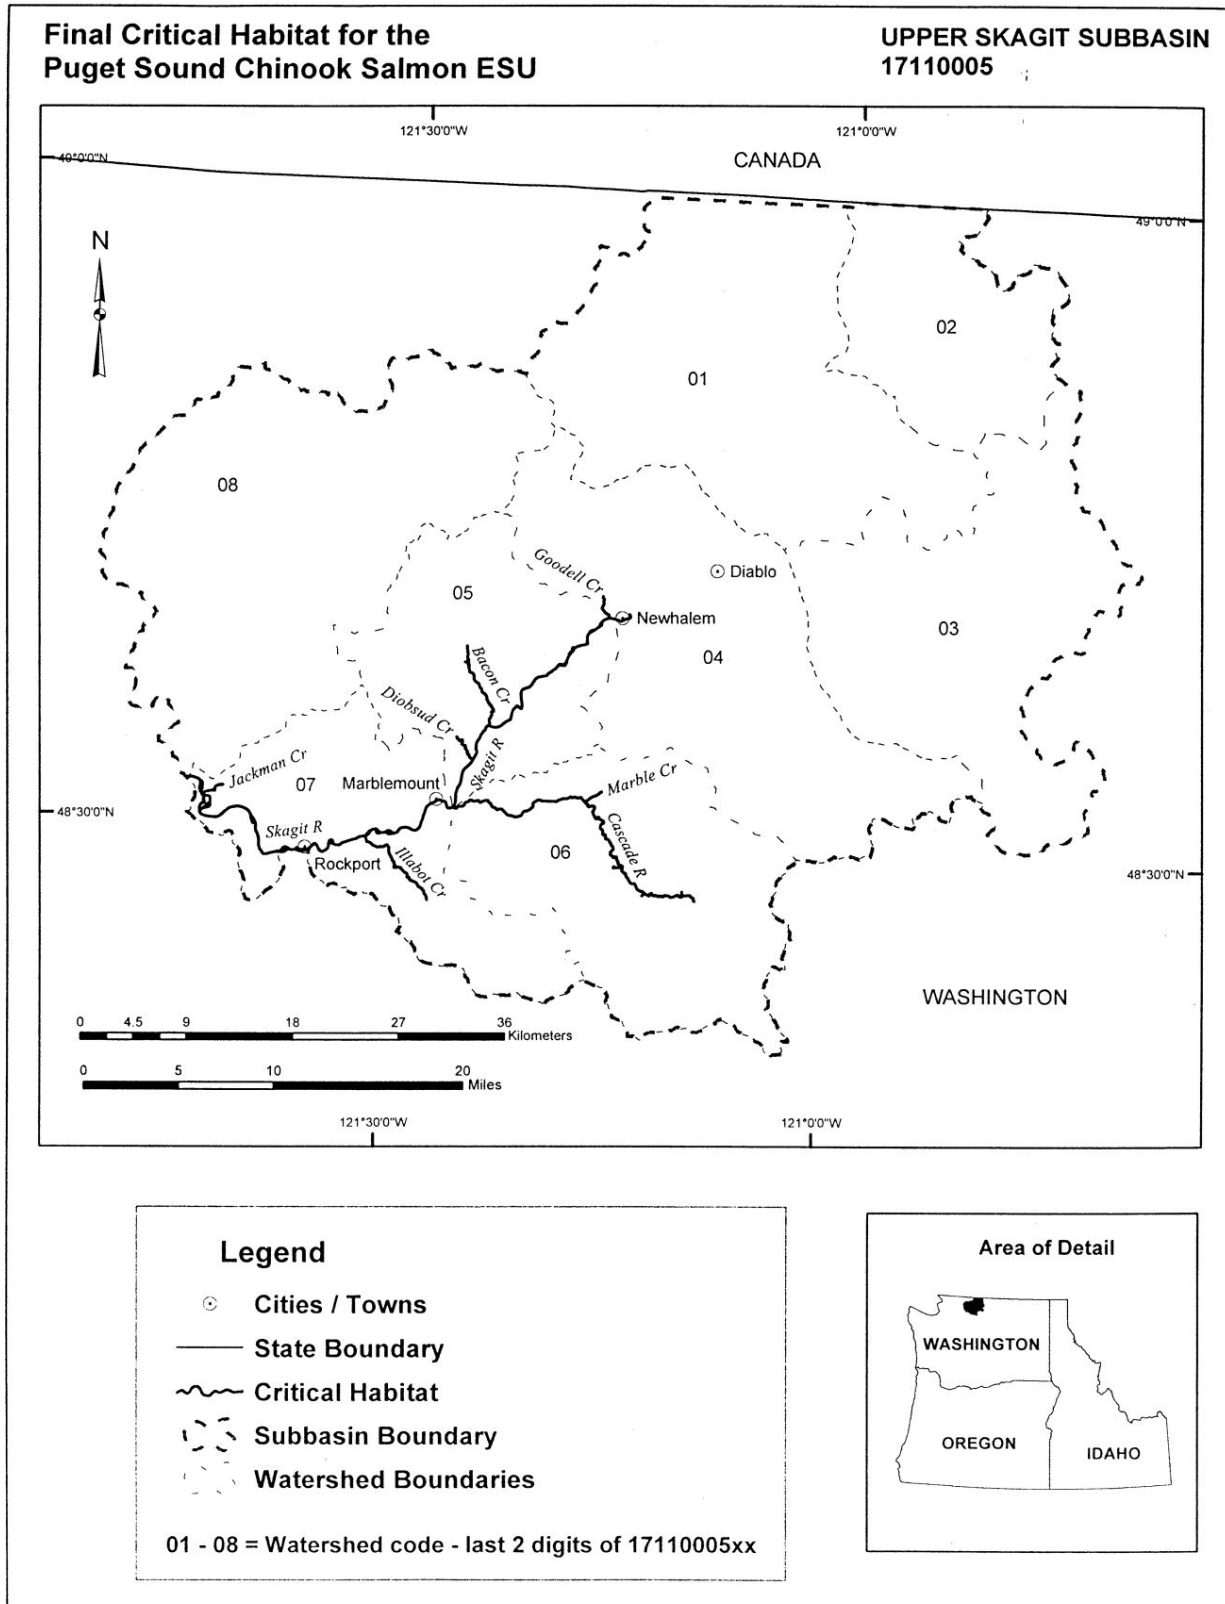 Final Critical Habitat for the
Puget Sound Chinook Salmon ESU
UPPER SKAGIT SUBBASIN
17110005
121°30'0"W
121°0'0"W
49°0'0"N
CANADA
49°0'0"N
N
02
01
08
Goodell Cr
Diablo
05
Newhalem
03
04
Bacon Cr
Diobsud Cr
Skagit R
Jackman Cr
07
Marblemount
Marble Cr
48°30'0"N
Skagit R
Cascade R
Rockport
Illabot Cr
06
48°30'0"N
WASHINGTON
0 4.5 9 18 27 36
Kilometers
0 5 10 20
Miles
121°30'0"W
121°0'0"W
Legend
Cities / Towns
State Boundary
Critical Habitat
Subbasin Boundary
Watershed Boundaries
01 - 08 = Watershed code - last 2 digits of 17110005xx
Area of Detail
WASHINGTON
OREGON
IDAHO